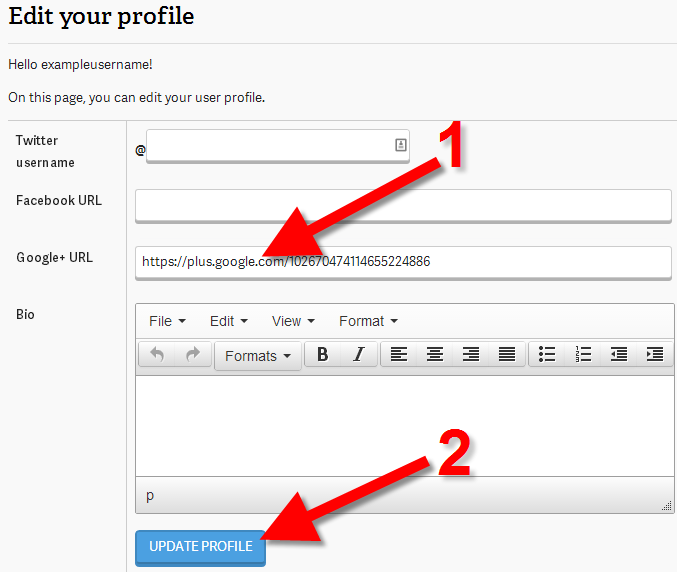 Edit your profile
Hello exampleusername!
On this page, you can edit your user profile.
1
Twitter
username
@
Facebook URL
Google+ URL
https://plus.google.com/102670474114655224886
Bio
File Edit View Format
Formats B I
2
p
UPDATE PROFILE